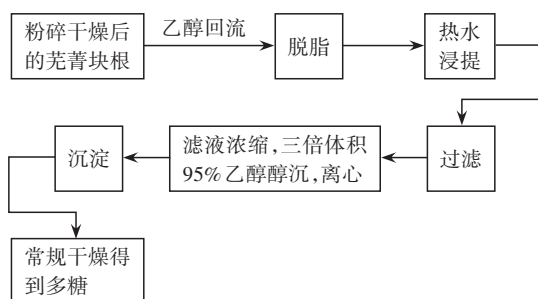 粉碎干燥后
的芜菁块根
乙醇回流
脱脂
热水
浸提
过滤
滤液浓缩,三倍体积
95%乙醇醇沉,离心
沉淀
常规干燥得
到多糖